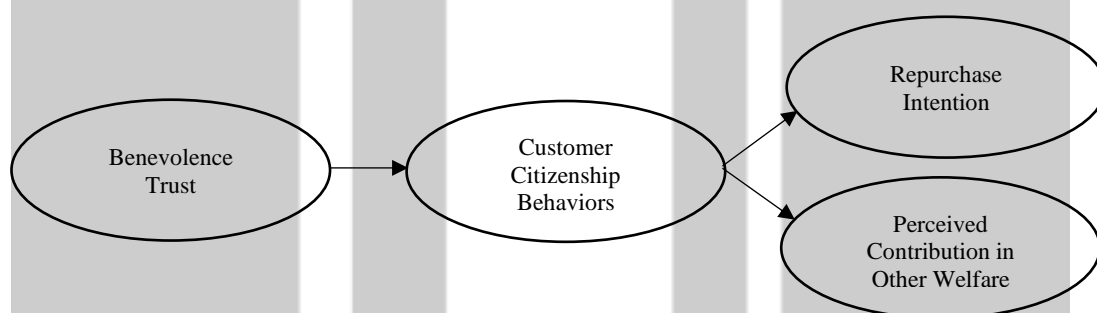 Benevolence
Trust
Customer
Citizenship
Behaviors
Repurchase
Intention
Perceived
Contribution in
Other Welfare